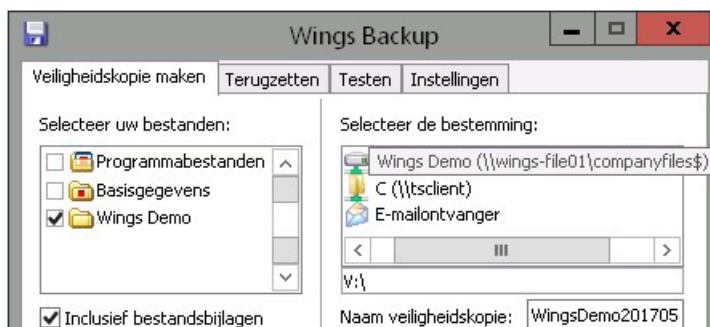 Wings Backup
Veiligheidskopie maken
Terugzetten
Testen
Instellingen
Selecteer uw bestanden:
Programmabestanden
Basisgegevens
Wings Demo
Inclusief bestandsbijlagen
Selecteer de bestemming:
Wings Demo (\\wings-file01\companyfiles$)
C (\\tsclient)
E-mailontvanger
V:\
Naam veiligheidskopie: WingsDemo201705